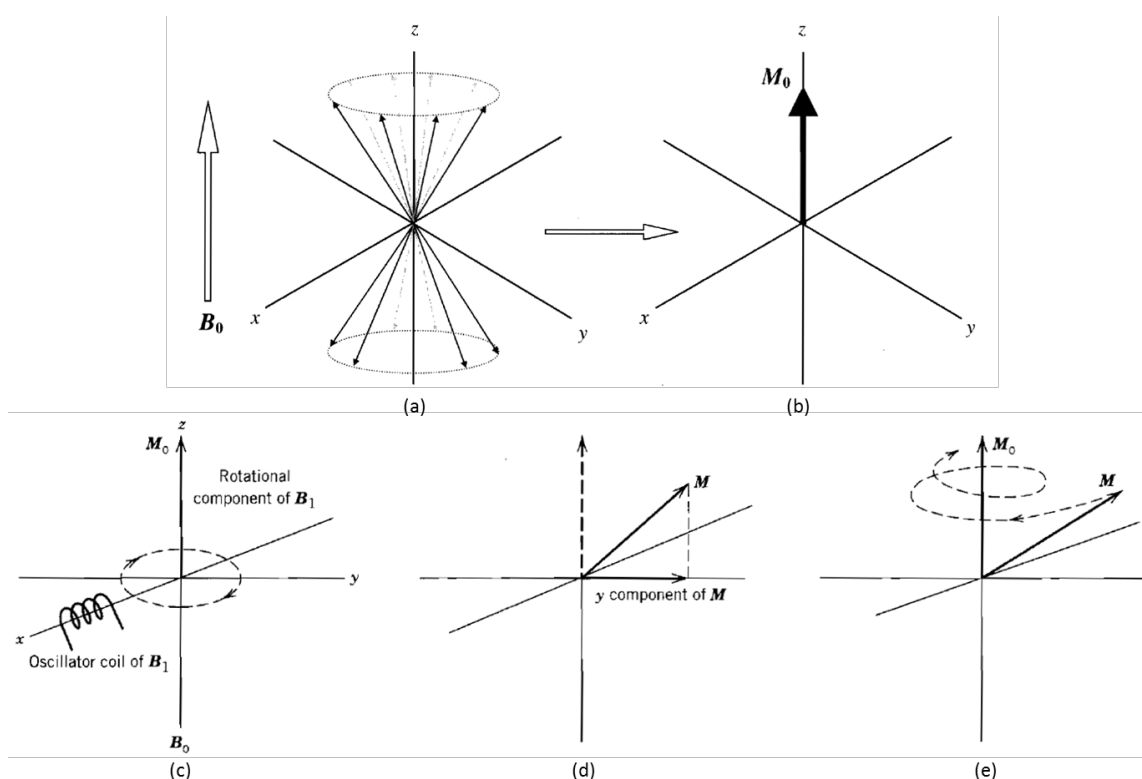 z
z
M₀
B₀
x
y
x
y
(a)
(b)
z
M₀
Rotational
component of B₁
y
x
Oscillator coil of B₁
B₀
(c)
M
y component of M
(d)
M₀
M
(e)